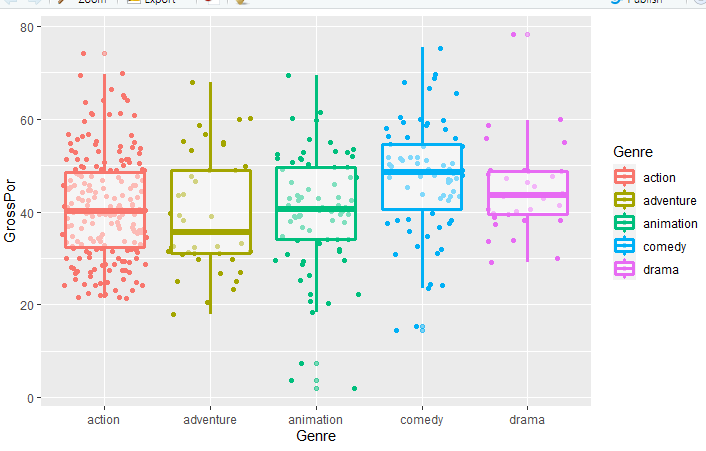 Zoom Export Publish
80
60
40
20
0
GrossPor
action adventure animation comedy drama
Genre
Genre
action
adventure
animation
comedy
drama